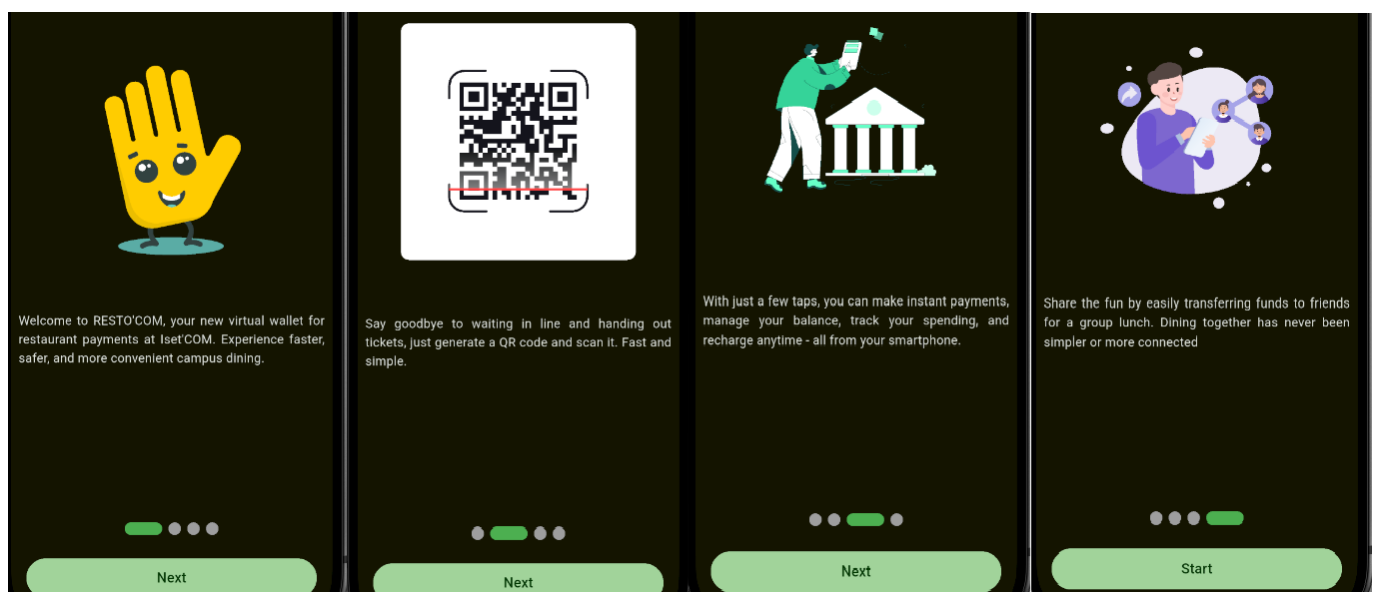 Welcome to RESTO'COM, your new virtual wallet for
restaurant payments at Iset'COM. Experience faster,
safer, and more convenient campus dining.
Next
Say goodbye to waiting in line and handing out
tickets, just generate a QR code and scan it. Fast and
simple.
Next
With just a few taps, you can make instant payments,
manage your balance, track your spending, and
recharge anytime - all from your smartphone.
Next
Share the fun by easily transferring funds to friends
for a group lunch. Dining together has never been
simpler or more connected
Start